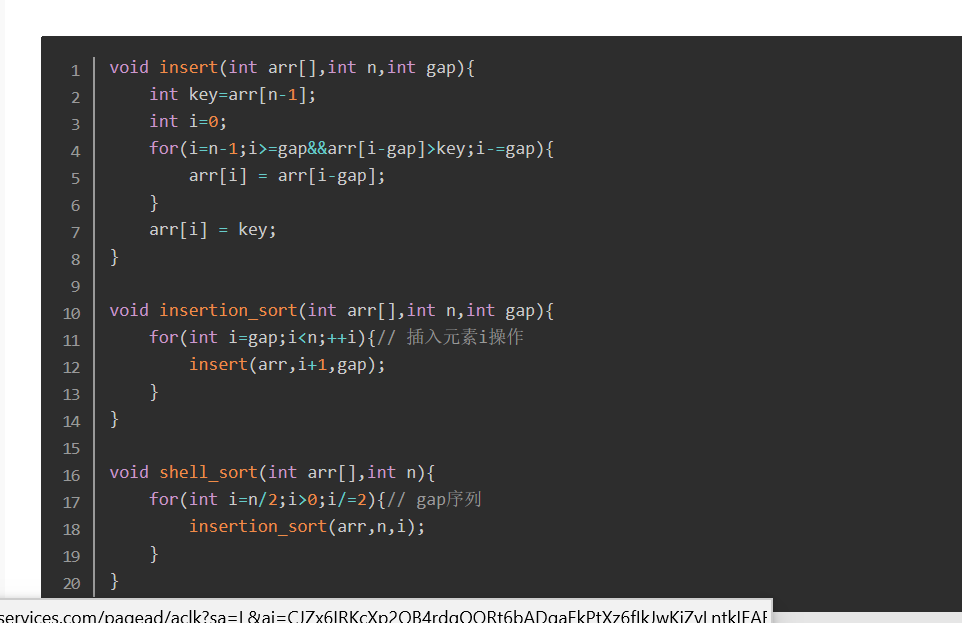 1 void insert(int arr[],int n,int gap){
2     int key=arr[n-1];
3     int i=0;
4     for(i=n-1;i>=gap&&arr[i-gap]>key;i-=gap){
5         arr[i] = arr[i-gap];
6     }
7     arr[i] = key;
8 }
9
10 void insertion_sort(int arr[],int n,int gap){
11     for(int i=gap;i<n;++i){// 插入元素i操作
12         insert(arr,i+1,gap);
13     }
14 }
15
16 void shell_sort(int arr[],int n){
17     for(int i=n/2;i>0;i/=2){// gap序列
18         insertion_sort(arr,n,i);
19     }
20 }
services.com/pagead/aclk?sa=L&ai=